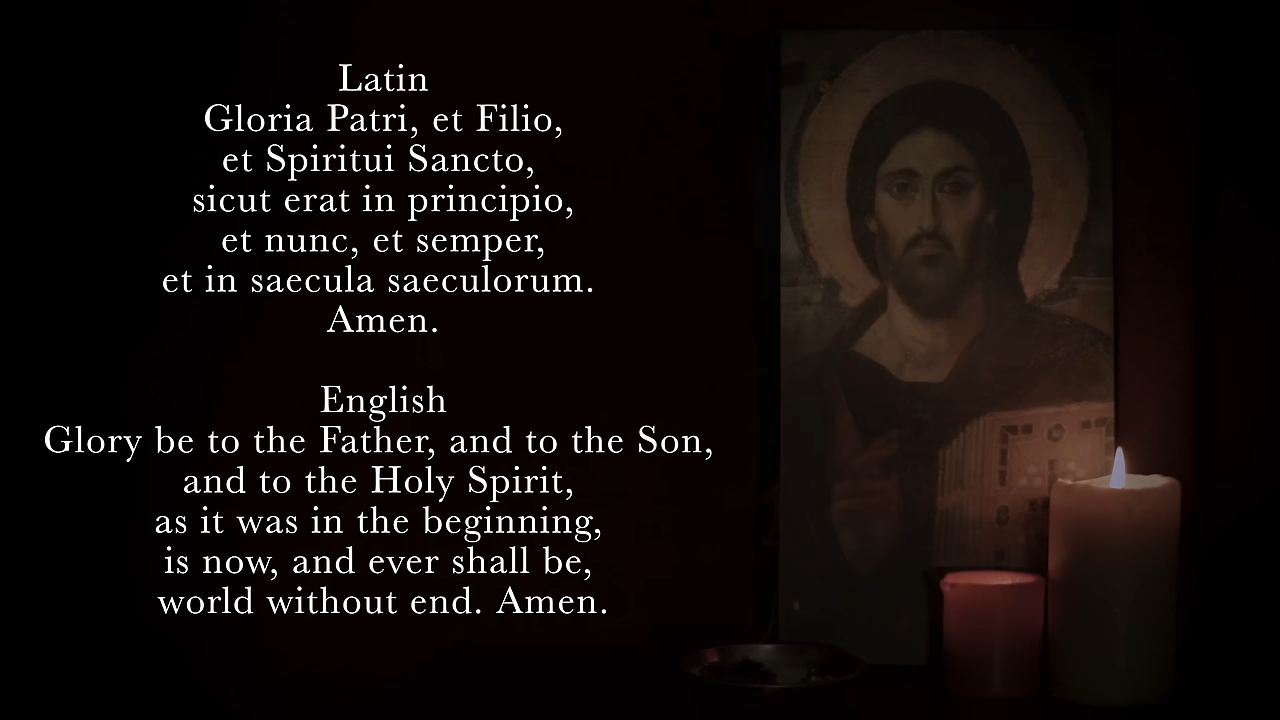 Latin
Gloria Patri, et Filio,
et Spiritui Sancto,
sicut erat in principio,
et nunc, et semper,
et in saecula saeculorum.
Amen.
English
Glory be to the Father, and to the Son,
and to the Holy Spirit,
as it was in the beginning,
is now, and ever shall be,
world without end. Amen.